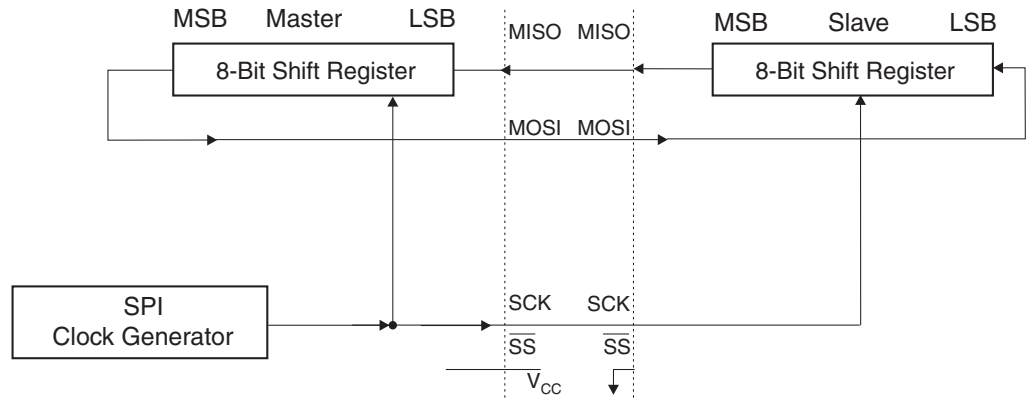 MSB Master LSB
MISO MISO
MSB Slave LSB
8-Bit Shift Register
8-Bit Shift Register
MOSI MOSI
SPI
Clock Generator
SCK SCK
SS SS
VCC